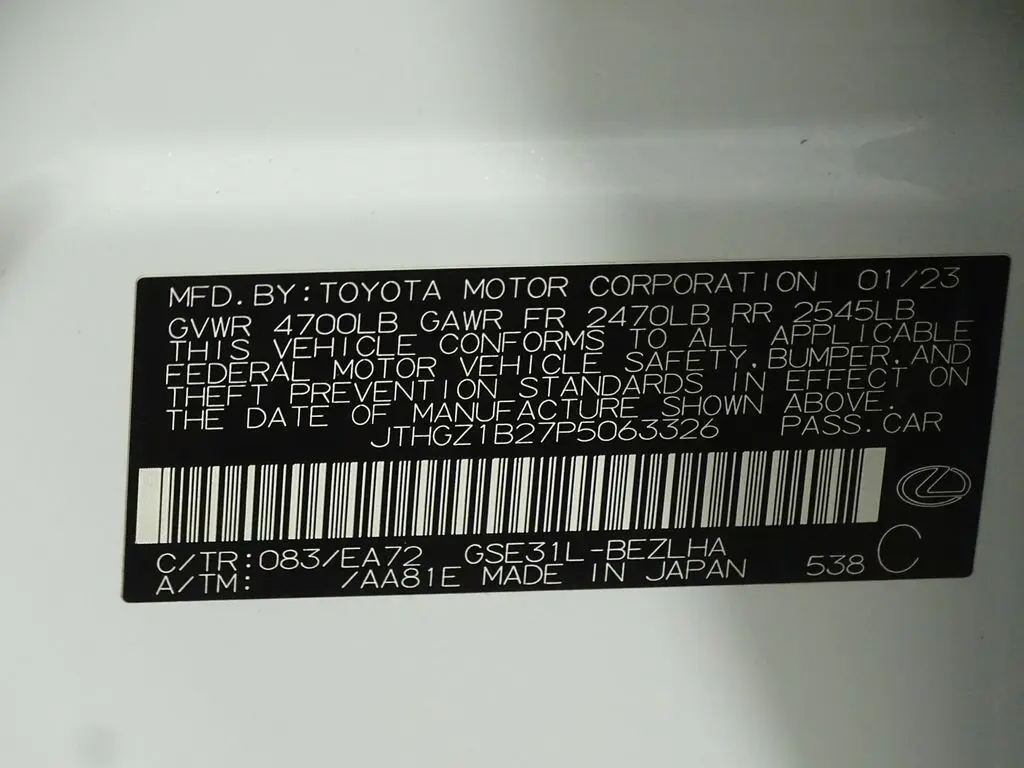 MFD.BY:TOYOTA MOTOR CORPORATION 01/23
GVWR 4700LB GAWR FR 2470LB RR 2545LB
THIS VEHICLE CONFORMS TO ALL APPLICABLE
FEDERAL MOTOR VEHICLE SAFETY,BUMPER,AND
THEFT PREVENTION STANDARDS IN EFFECT ON
THE DATE OF MANUFACTURE SHOWN ABOVE.
JTHGZ1B27P5063326 PASS.CAR
C/TR:083/EA72 GSE31L-BEZLHA
A/TM: /AA81E MADE IN JAPAN 538 C